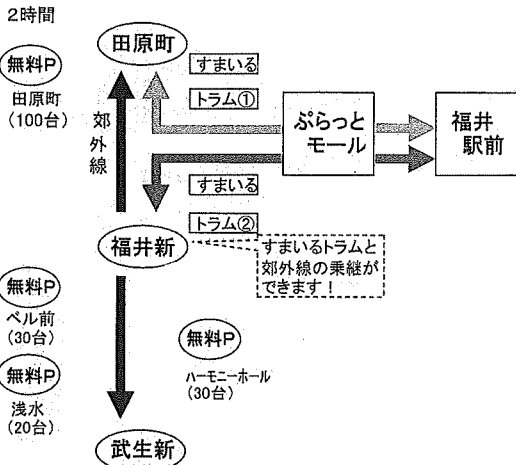 2時間
田原町
無料P
田原町
(100台)
郊外線
すまいる
トラム①
ぷらっと
モール
福井
駅前
すまいる
トラム②
福井新
すまいるトラムと
郊外線の乗継が
できます！
無料P
ベル前
(30台)
無料P
ハーモニーホール
(30台)
無料P
浅水
(20台)
武生新